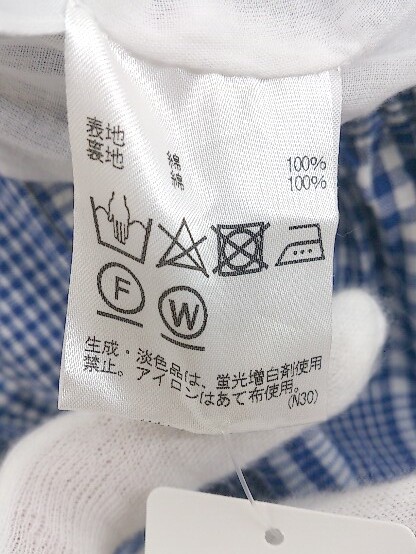 表地 綿 100%
裏地 綿 100%
F
W
生成・淡色品は、蛍光増白剤使用
禁止。アイロンはあて布使用。
(N30)